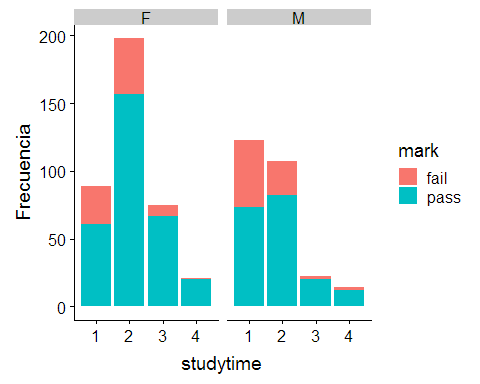 F M
200
150
100
50
0
Frecuencia
1 2 3 4 1 2 3 4
studytime
mark
fail
pass